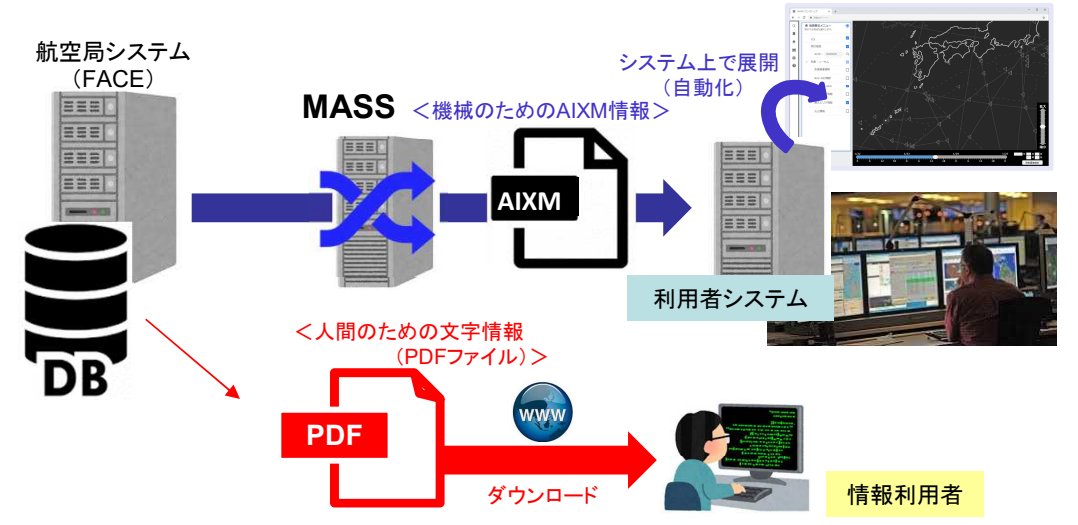 航空局システム
（FACE）
MASS
＜機械のためのAIXM情報＞
システム上で展開
（自動化）
AIXM
利用者システム
DB
＜人間のための文字情報
（PDFファイル）＞
PDF
WWW
ダウンロード
情報利用者